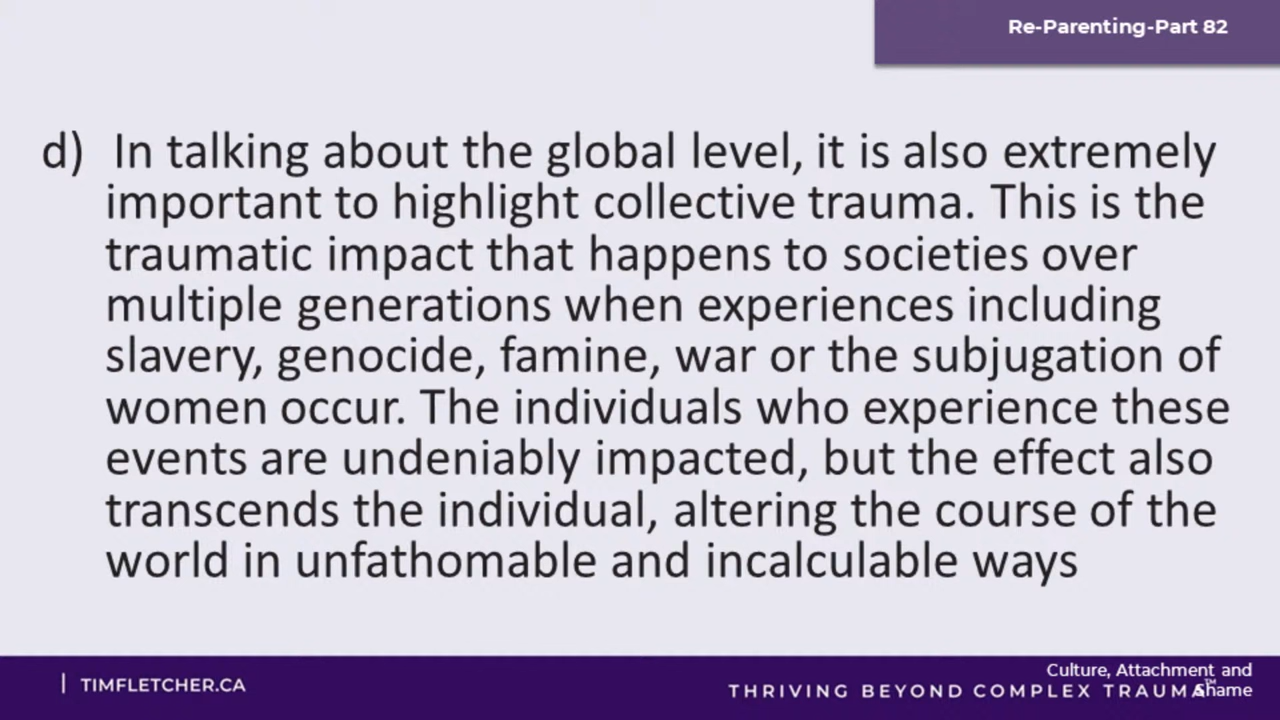 Re-Parenting-Part 82
d) In talking about the global level, it is also extremely
important to highlight collective trauma. This is the
traumatic impact that happens to societies over
multiple generations when experiences including
slavery, genocide, famine, war or the subjugation of
women occur. The individuals who experience these
events are undeniably impacted, but the effect also
transcends the individual, altering the course of the
world in unfathomable and incalculable ways
| TIMFLETCHER.CA
Culture, Attachment and
Shame
THRIVING BEYOND COMPLEX TRAUMA™